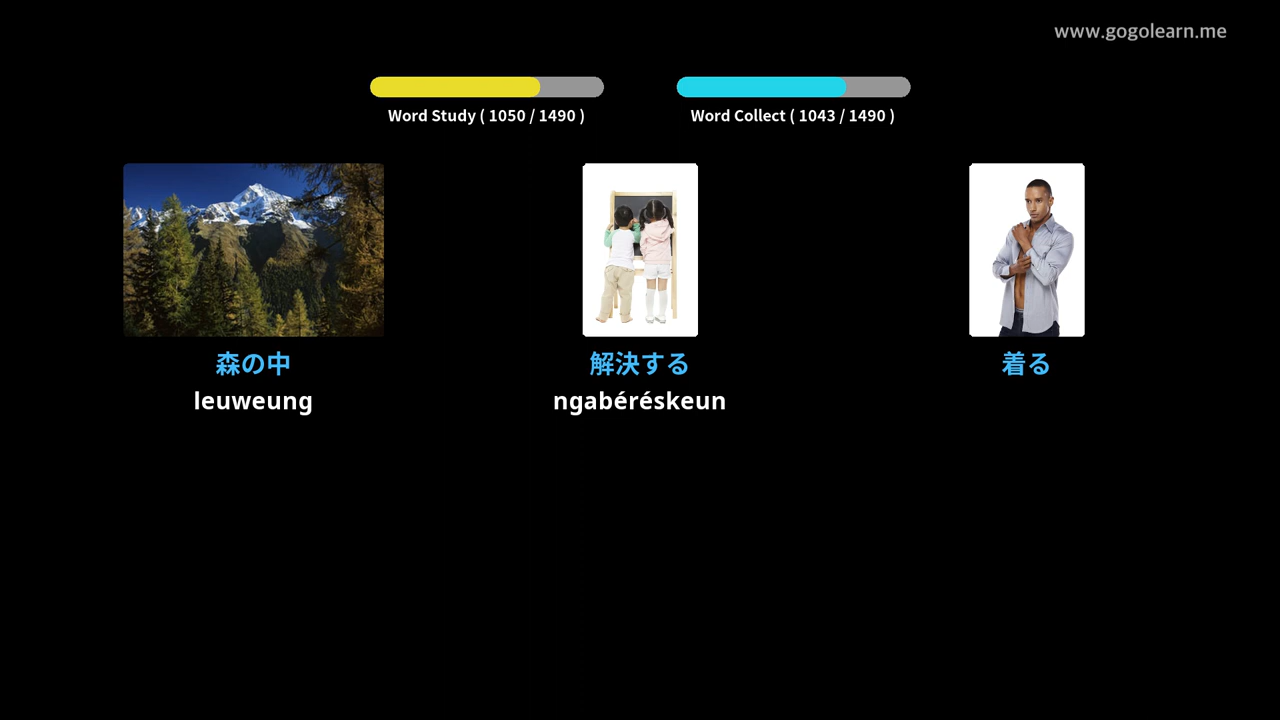 www.gogolearn.me
Word Study ( 1050 / 1490 )
Word Collect ( 1043 / 1490 )
森の中
解決する
着る
leuweung
ngabéréskeun